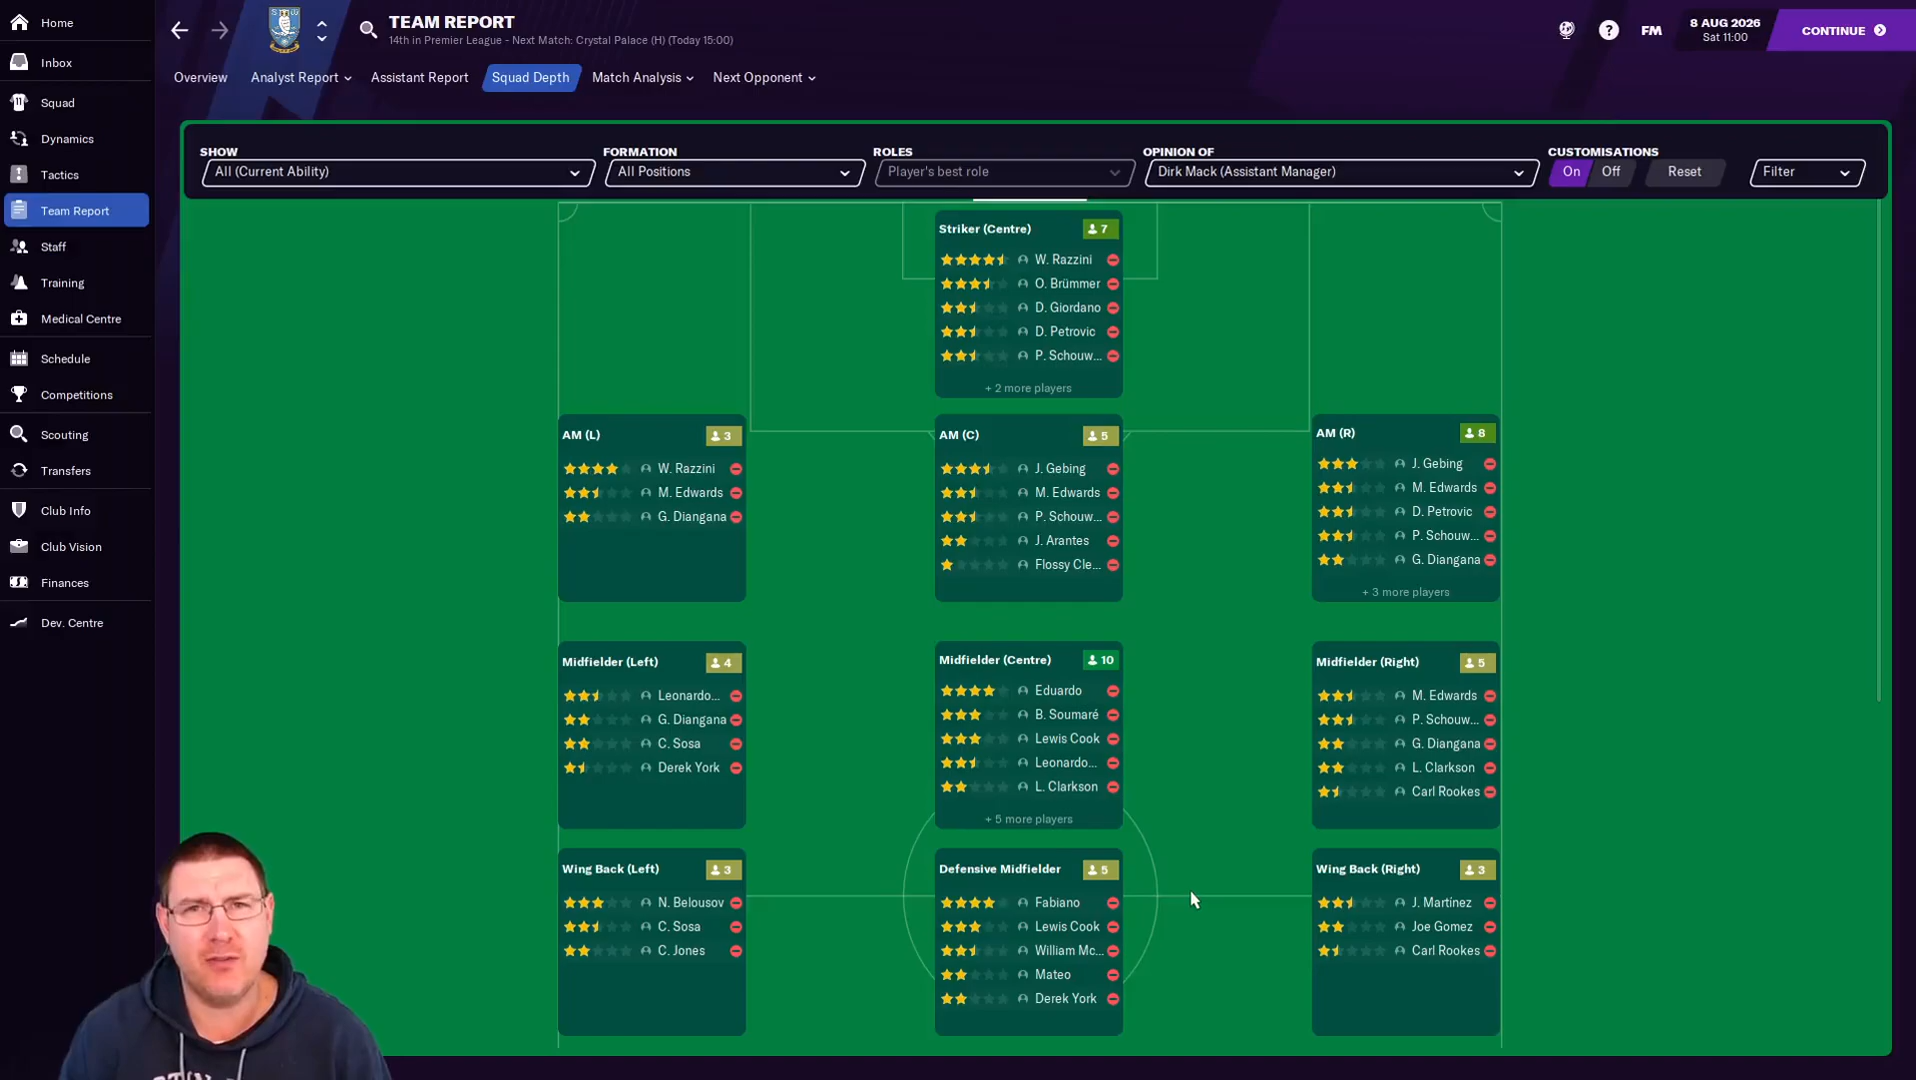 Home
Inbox
Squad
Dynamics
Tactics
Team Report
Staff
Training
Medical Centre
Schedule
Competitions
Scouting
Transfers
Club Info
Club Vision
Finances
Dev. Centre
TEAM REPORT
14th in Premier League - Next Match: Crystal Palace (H) (Today 15:00)
FM
8 AUG 2026
Sat 11:00
CONTINUE
Overview
Analyst Report
Assistant Report
Squad Depth
Match Analysis
Next Opponent
SHOW
All (Current Ability)
FORMATION
All Positions
ROLES
Player's best role
OPINION OF
Dirk Mack (Assistant Manager)
CUSTOMISATIONS
On Off
Reset
Filter
Striker (Centre) 7
W. Razzini
O. Brümmer
D. Giordano
D. Petrovic
P. Schouw...
+ 2 more players
AM (L) 3
W. Razzini
M. Edwards
G. Diangana
AM (C) 5
J. Gebing
M. Edwards
P. Schouw...
J. Arantes
Flossy Cle...
AM (R) 8
J. Gebing
M. Edwards
D. Petrovic
P. Schouw...
G. Diangana
+ 3 more players
Midfielder (Left) 4
Leonardo...
G. Diangana
C. Sosa
Derek York
Midfielder (Centre) 10
Eduardo
B. Soumaré
Lewis Cook
Leonardo...
L. Clarkson
+ 5 more players
Midfielder (Right) 5
M. Edwards
P. Schouw...
G. Diangana
L. Clarkson
Carl Rookes
Wing Back (Left) 3
N. Belousov
C. Sosa
C. Jones
Defensive Midfielder 5
Fabiano
Lewis Cook
William Mc...
Mateo
Derek York
Wing Back (Right) 3
J. Martínez
Joe Gomez
Carl Rookes